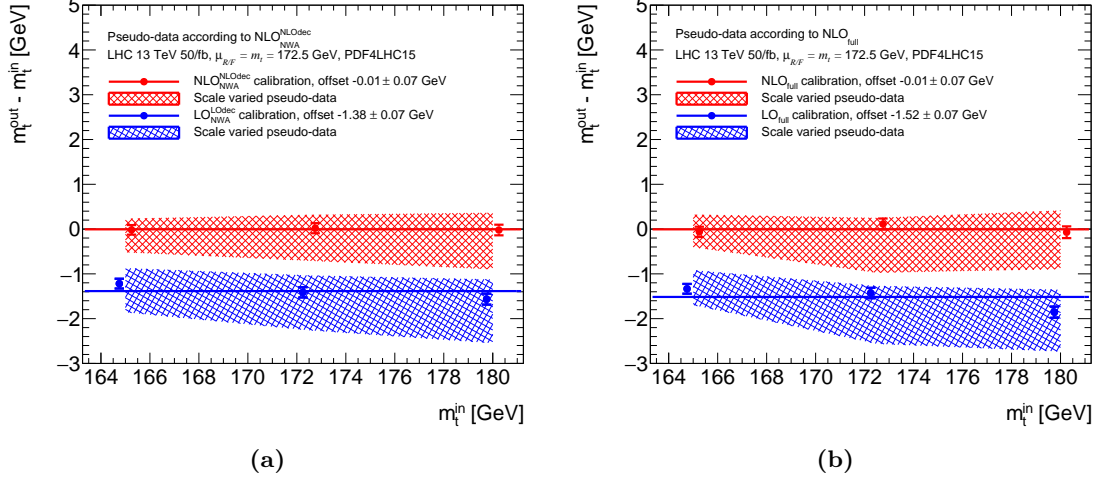 m_t^out - m_t^in [GeV]
5
4
3
2
1
0
−1
−2
−3
Pseudo-data according to NLO_NWA^NLOdec
LHC 13 TeV 50/fb, μ_R/F = m_t = 172.5 GeV, PDF4LHC15
NLO_NWA^NLOdec calibration, offset -0.01 ± 0.07 GeV
Scale varied pseudo-data
LO_NWA^LOdec calibration, offset -1.38 ± 0.07 GeV
Scale varied pseudo-data
164 166 168 170 172 174 176 178 180
m_t^in [GeV]
(a)
m_t^out - m_t^in [GeV]
5
4
3
2
1
0
−1
−2
−3
Pseudo-data according to NLO_full
LHC 13 TeV 50/fb, μ_R/F = m_t = 172.5 GeV, PDF4LHC15
NLO_full calibration, offset -0.01 ± 0.07 GeV
Scale varied pseudo-data
LO_full calibration, offset -1.52 ± 0.07 GeV
Scale varied pseudo-data
164 166 168 170 172 174 176 178 180
m_t^in [GeV]
(b)